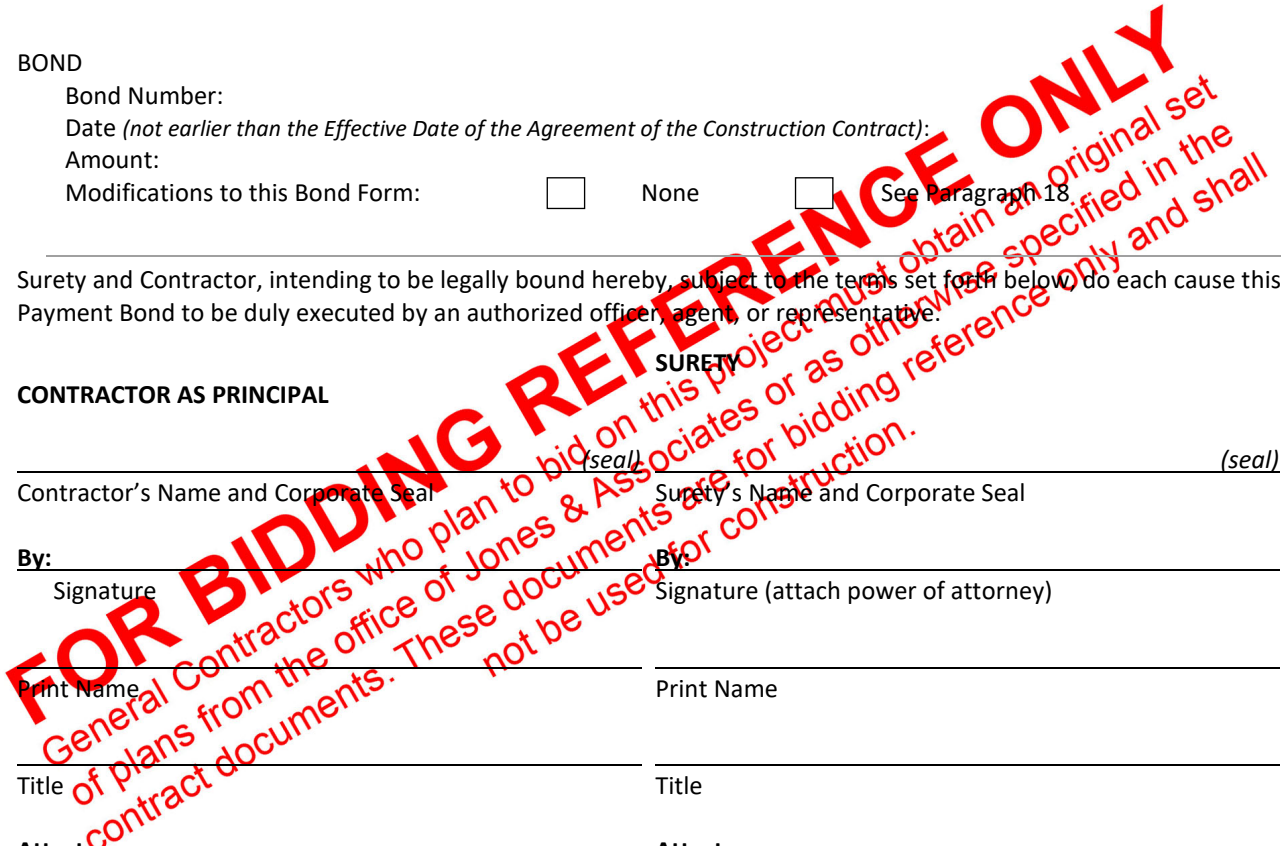 BOND
Bond Number:
Date (not earlier than the Effective Date of the Agreement of the Construction Contract):
Amount:
Modifications to this Bond Form: None See Paragraph 18
Surety and Contractor, intending to be legally bound hereby, subject to the terms set forth below, do each cause this
Payment Bond to be duly executed by an authorized officer, agent, or representative.
SURETY
CONTRACTOR AS PRINCIPAL
(seal) (seal)
Contractor’s Name and Corporate Seal Surety’s Name and Corporate Seal
By: By:
Signature Signature (attach power of attorney)
Print Name Print Name
Title Title
FOR BIDDING REFERENCE ONLY
General Contractors who plan to bid on this project must obtain an original set
of plans from the office of Jones & Associates or as otherwise specified in the
contract documents. These documents are for bidding reference only and shall
not be used for construction.